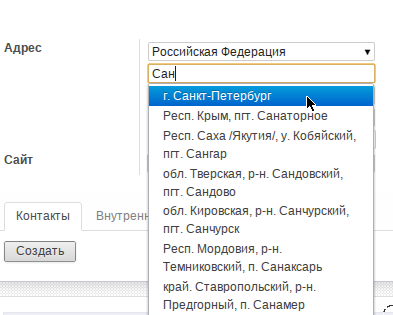 Адрес
Российская Федерация
Сан
г. Санкт-Петербург
Респ. Крым, пгт. Санаторное
Респ. Саха /Якутия/, у. Кобяйский,
пгт. Сангар
обл. Тверская, р-н. Сандовский,
пгт. Сандово
обл. Кировская, р-н. Санчурский,
пгт. Санчурск
Респ. Мордовия, р-н.
Темниковский, п. Санаксарь
край. Ставропольский, р-н.
Предгорный, п. Санамер
Сайт
Контакты
Внутренн
Создать